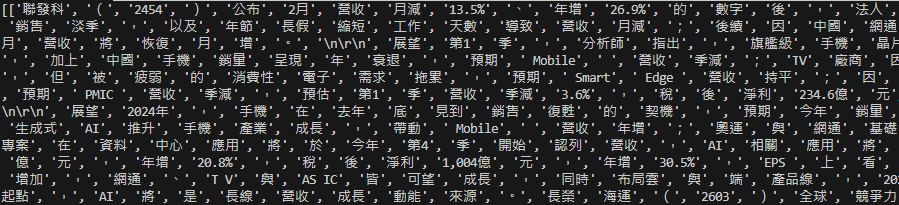 [['聯發科', '(', '2454', ')', '公布', '2月', '營收', '月減', '13.5%', '、', '年增', '26.9%', '的', '數字', '後', ',', '法人',
'銷售', '淡季', ',', '以及', '年節', '長假', '縮短', '工作', '天數', '導致', '營收', '月減', ',', '後續', '因', '中國', '網通
月', '營收', '將', '恢復', '月', '增', '。', '\n\r\n', '展望', '第1', '季', ',', '分析師', '指出', ',', '旗艦級', '手機', '晶片
',', '加上', '中國', '手機', '銷量', '呈現', '年', '衰退', ',', '預期', 'Mobile', ' ', '營收', '季減', ';', 'TV', '廠商', '因
',', '但', '被', '疲弱', '的', '消費性', '電子', '需求', '拖累', ',', '預期', 'Smart', 'Edge', '營收', '持平', ';', '因',
'預期', 'PMIC', '營收', '季減', ',', '預估', '第1', '季', '營收', '季減', '3.6%', ',', '稅', '後', '淨利', '234.6億', '元'
\n\r\n', '展望', '2024年', ',', '手機', '在', '去年', '底', '見到', '銷售', '復甦', '的', '契機', ',', '預期', '今年', '銷量',
'生成式', 'AI', '推升', '手機', '產業', '成長', ',', '帶動', 'Mobile', ' ', '營收', '年增', ';', '奧運', '與', '網通', '基礎
專案', '在', '資料', '中心', '應用', '將', '於', '今年', '第4', '季', '開始', '認列', '營收', ',', 'AI', '相關', '應用', '將',
億', '元', ',', '年增', '20.8%', ',', '稅', '後', '淨利', '1,004億', '元', ',', '年增', '30.5%', ',', 'EPS', '上', '看',
'增加', ',', '網通', '、', 'T V', '與', 'AS IC', '皆', '可望', '成長', ',', '同時', '布局雲', '與', '端', '產品線', ',', '202
起點', ',', 'AI', '將', '是', '長線', '營收', '成長', '動能', '來源', '。', '長榮', '海運', '(', '2603', ')', '全球', '競爭力